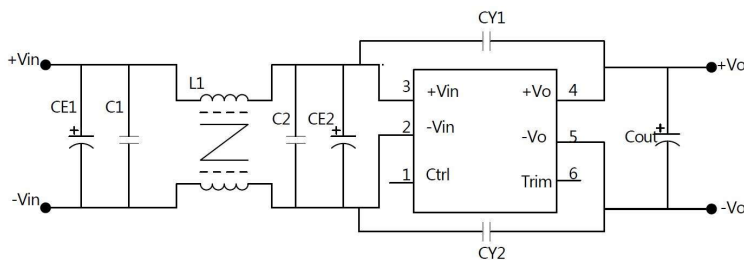 CY1
+Vin
L1
+Vo
CE1
C1
C2
CE2
3
+Vin
+Vo
4
2
-Vin
-Vo
5
Cout
1
Ctrl
Trim
6
-Vin
-Vo
CY2